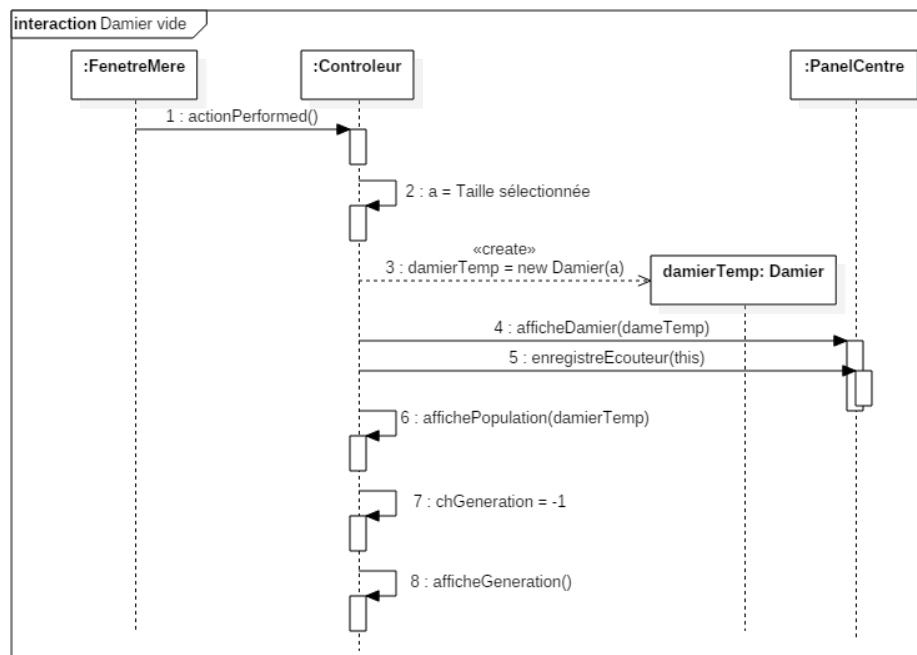 interaction Damier vide
:FenetreMere
:Controleur
:PanelCentre
1 : actionPerformed()
2 : a = Taille sélectionnée
«create»
3 : damierTemp = new Damier(a)
damierTemp: Damier
4 : afficheDamier(dameTemp)
5 : enregistreEcouteur(this)
6 : affichePopulation(damierTemp)
7 : chGeneration = -1
8 : afficheGeneration()